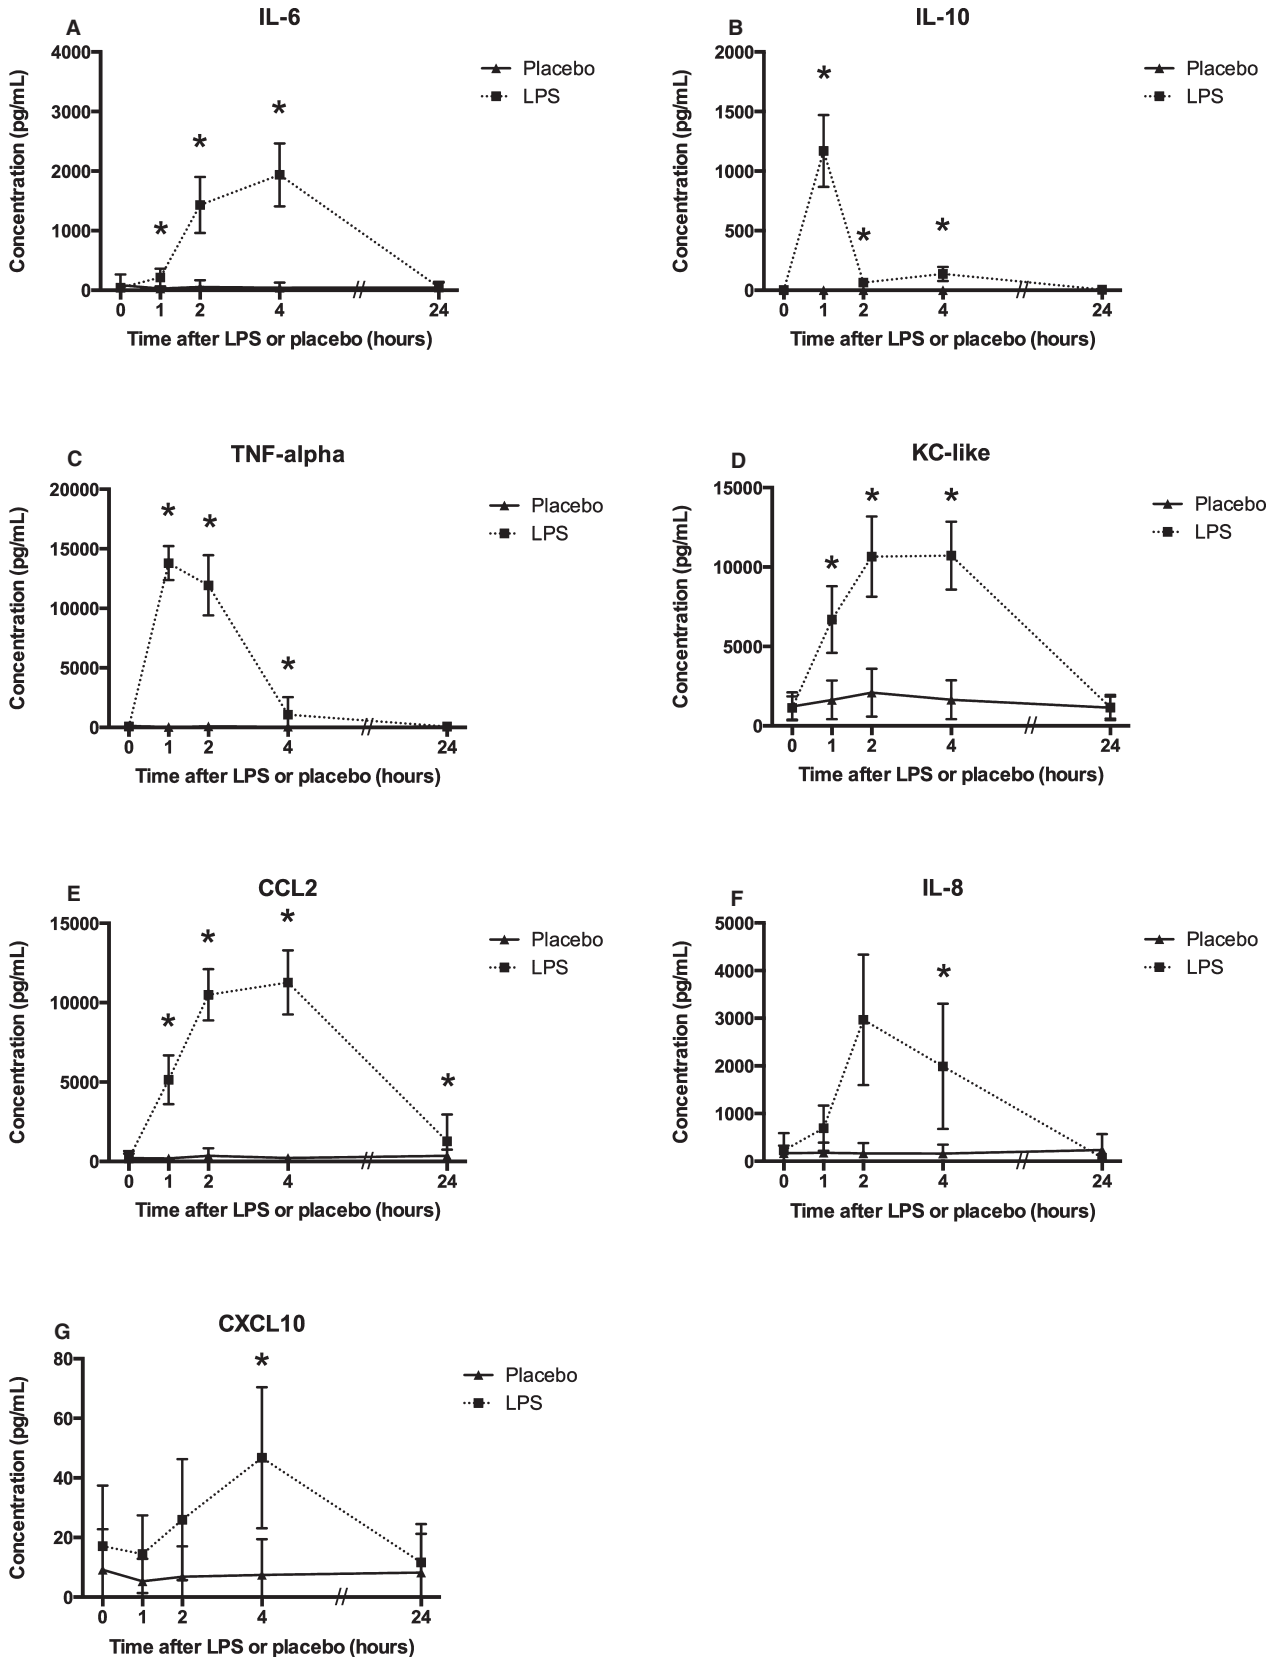 A
IL-6
4000
3000
2000
1000
0
Concentration (pg/mL)
*
*
*
Placebo
LPS
0 1 2 4 24
Time after LPS or placebo (hours)
B
IL-10
2000
1500
1000
500
0
Concentration (pg/mL)
*
*
*
Placebo
LPS
0 1 2 4 24
Time after LPS or placebo (hours)
C
TNF-alpha
20000
15000
10000
5000
0
Concentration (pg/mL)
*
*
*
Placebo
LPS
0 1 2 4 24
Time after LPS or placebo (hours)
D
KC-like
15000
10000
5000
0
Concentration (pg/mL)
*
*
*
Placebo
LPS
0 1 2 4 24
Time after LPS or placebo (hours)
E
CCL2
15000
10000
5000
0
Concentration (pg/mL)
*
*
*
*
Placebo
LPS
0 1 2 4 24
Time after LPS or placebo (hours)
F
IL-8
5000
4000
3000
2000
1000
0
Concentration (pg/mL)
*
Placebo
LPS
0 1 2 4 24
Time after LPS or placebo (hours)
G
CXCL10
80
60
40
20
0
Concentration (pg/mL)
*
Placebo
LPS
0 1 2 4 24
Time after LPS or placebo (hours)